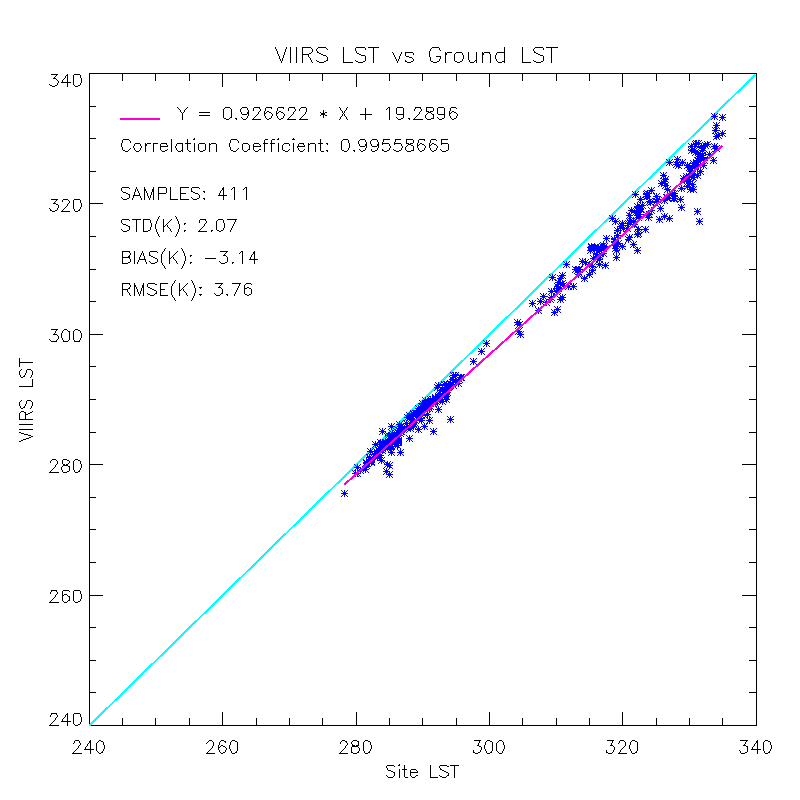 VIIRS LST vs Ground LST
Y = 0.926622 * X + 19.2896
Correlation Coefficient: 0.99558665
SAMPLES: 411
STD(K): 2.07
BIAS(K): −3.14
RMSE(K): 3.76
340
320
300
280
260
240
VIIRS LST
240 260 280 300 320 340
Site LST